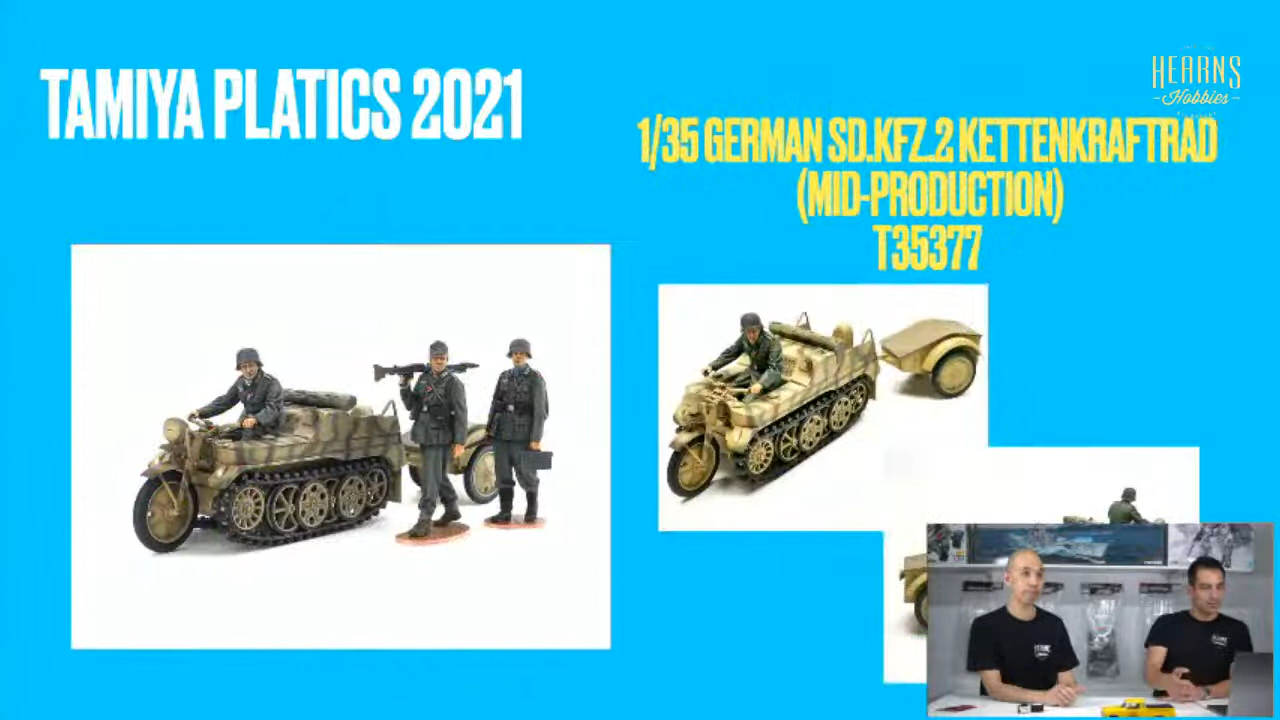 TAMIYA PLATICS 2021
HEARNS
Hobbies
1/35 GERMAN SD.KFZ.2 KETTENKRAFTRAD
(MID-PRODUCTION)
T35377